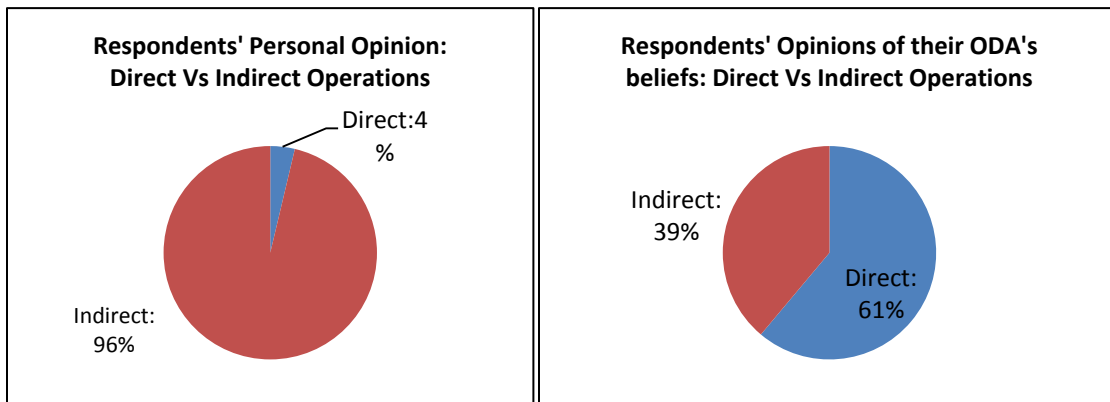 Respondents' Personal Opinion:
Direct Vs Indirect Operations
Direct:4
%
Indirect:
96%
Respondents' Opinions of their ODA's
beliefs: Direct Vs Indirect Operations
Indirect:
39%
Direct:
61%